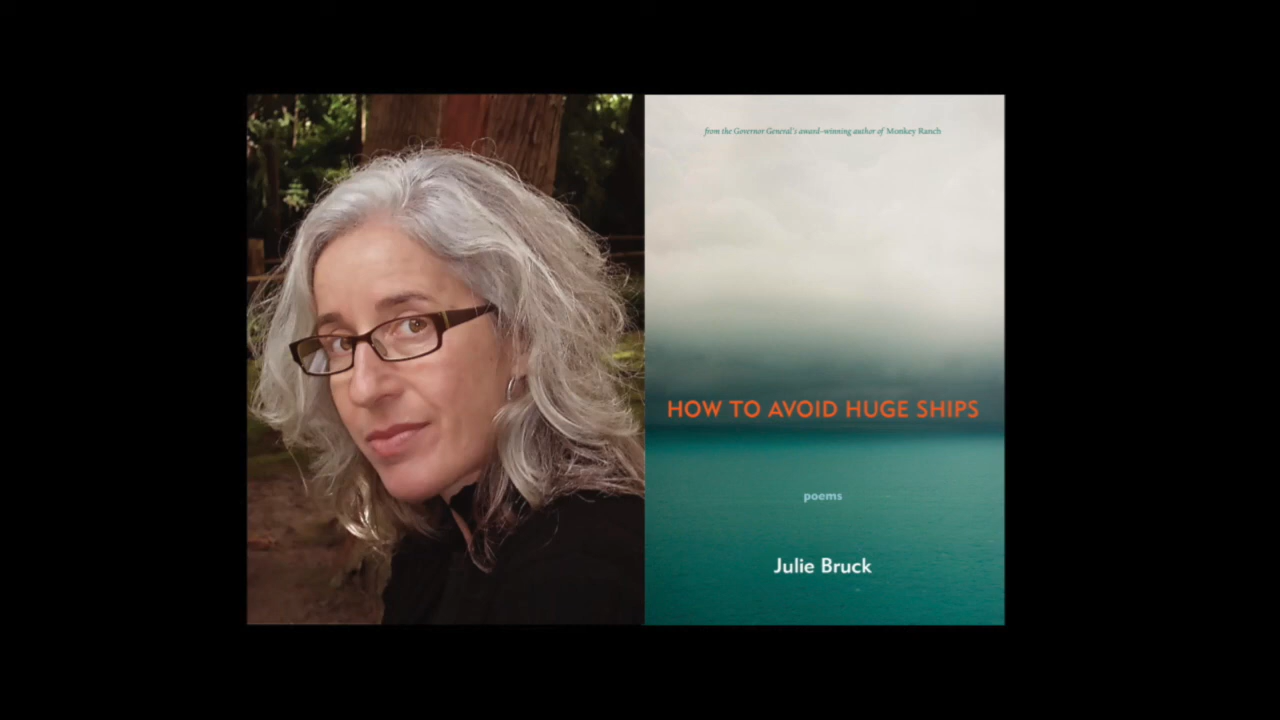 from the Governor General's award-winning author of Monkey Ranch
HOW TO AVOID HUGE SHIPS
poems
Julie Bruck